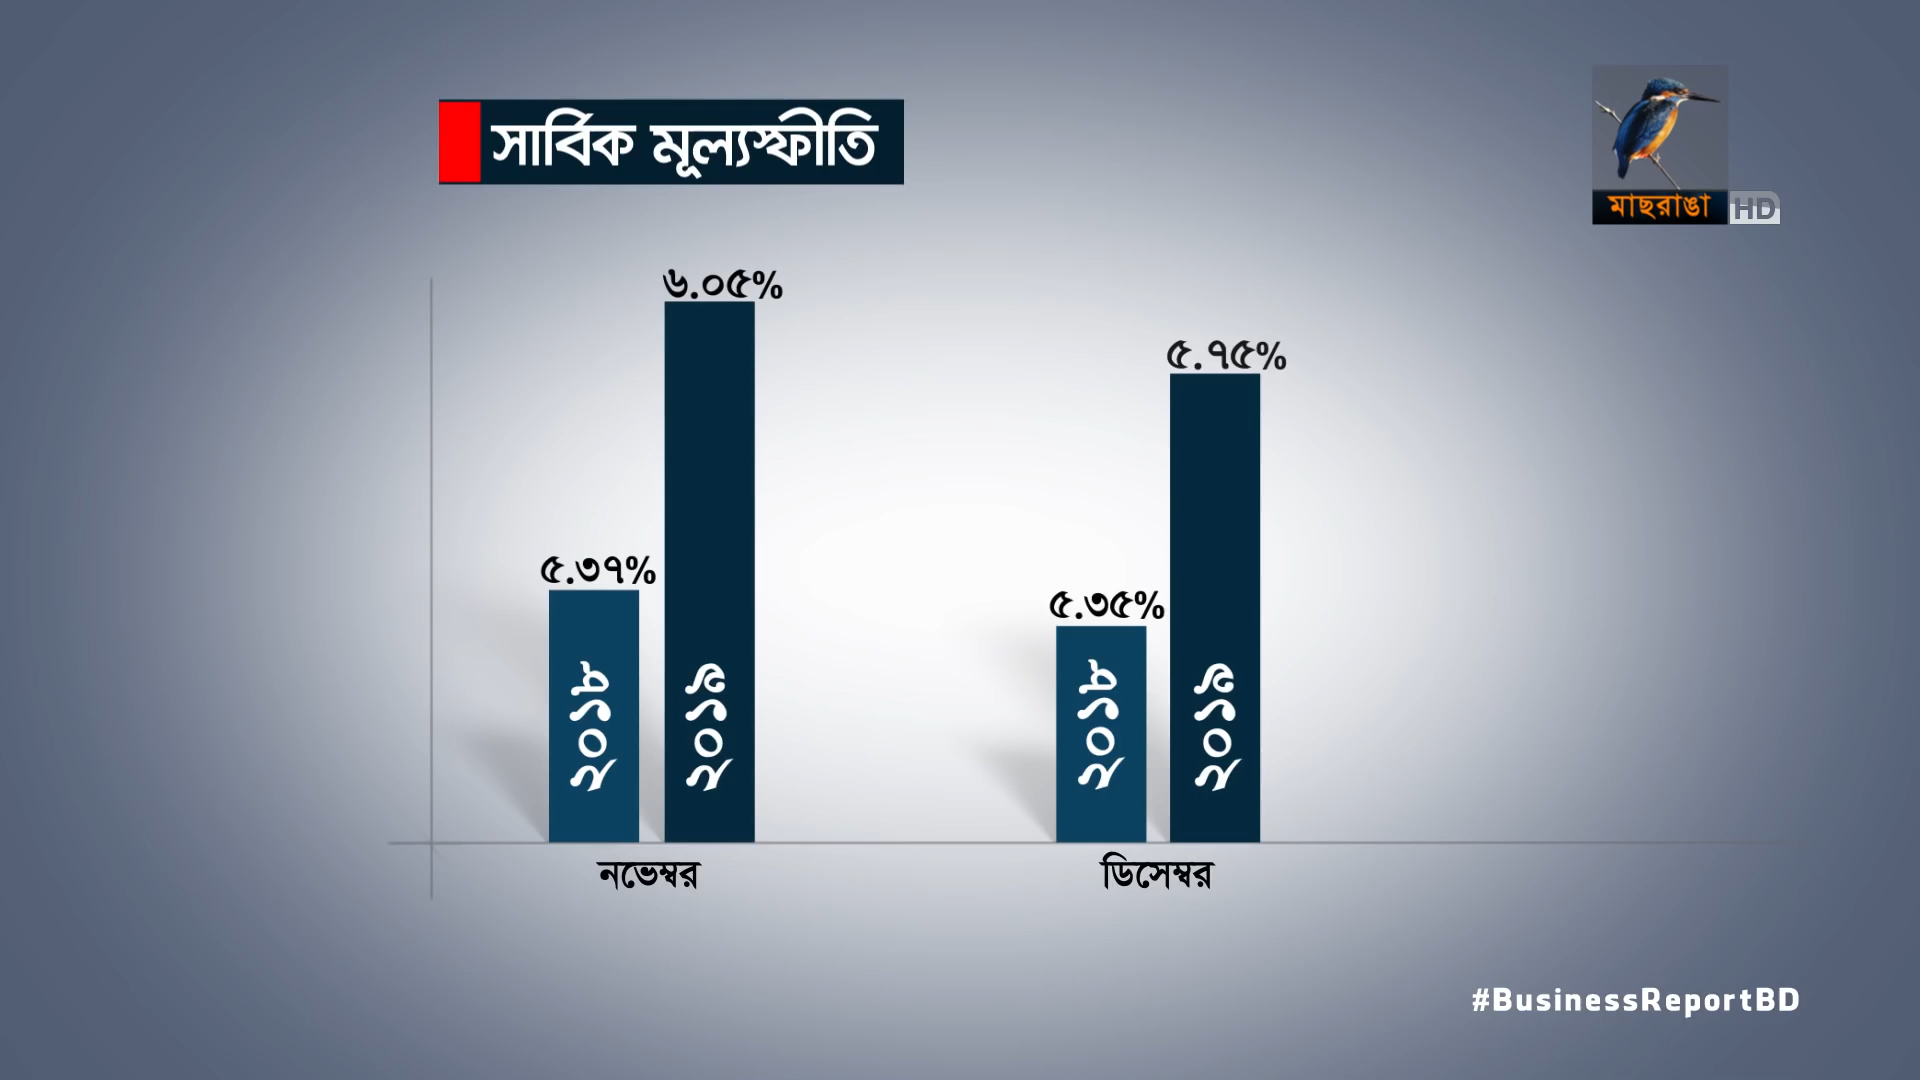 সার্বিক মূল্যস্ফীতি
মাছরাঙা HD
৬.০৫%
৫.৭৫%
৫.৩৭%
৫.৩৫%
২০১৮
২০১৯
২০১৮
২০১৯
নভেম্বর
ডিসেম্বর
#BusinessReportBD